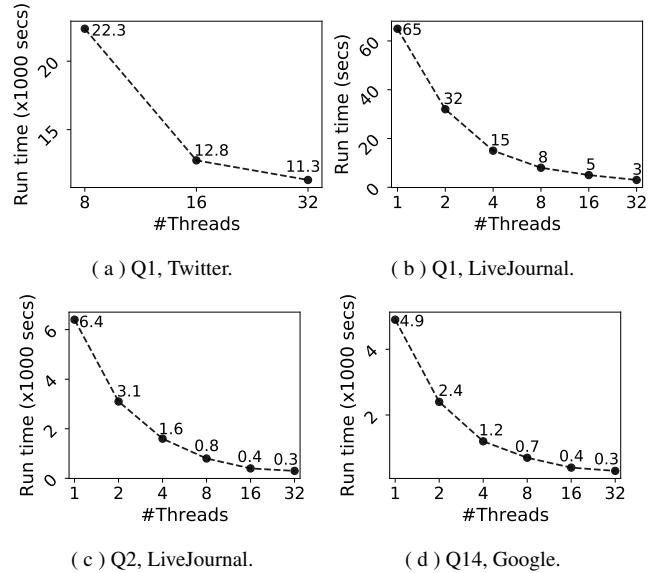 Run time (x1000 secs)
20
15
22.3
12.8
11.3
8 16 32
#Threads
( a ) Q1, Twitter.
Run time (secs)
60
40
20
0
65
32
15
8
5
3
1 2 4 8 16 32
#Threads
( b ) Q1, LiveJournal.
Run time (x1000 secs)
6
4
2
0
6.4
3.1
1.6
0.8
0.4
0.3
1 2 4 8 16 32
#Threads
( c ) Q2, LiveJournal.
Run time (x1000 secs)
4
2
4.9
2.4
1.2
0.7
0.4
0.3
1 2 4 8 16 32
#Threads
( d ) Q14, Google.